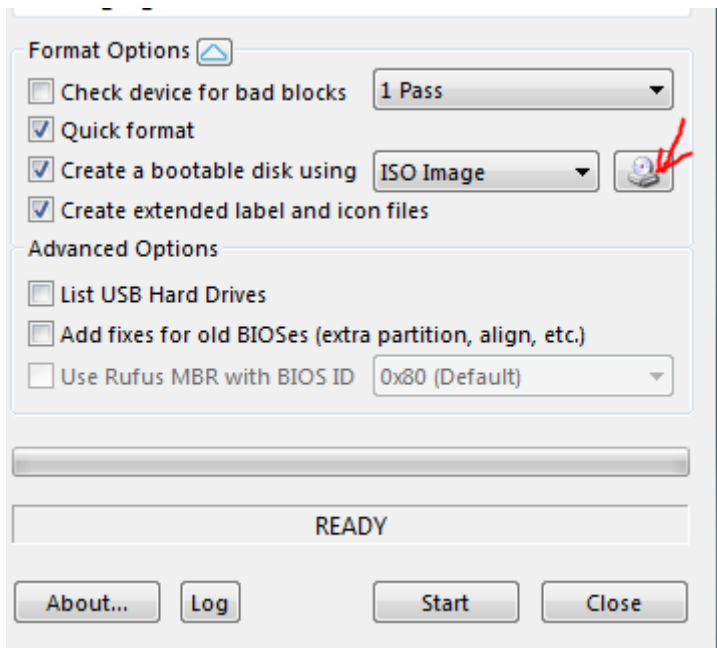 Format Options
Check device for bad blocks 1 Pass
Quick format
Create a bootable disk using ISO Image
Create extended label and icon files
Advanced Options
List USB Hard Drives
Add fixes for old BIOSes (extra partition, align, etc.)
Use Rufus MBR with BIOS ID 0x80 (Default)
READY
About... Log Start Close